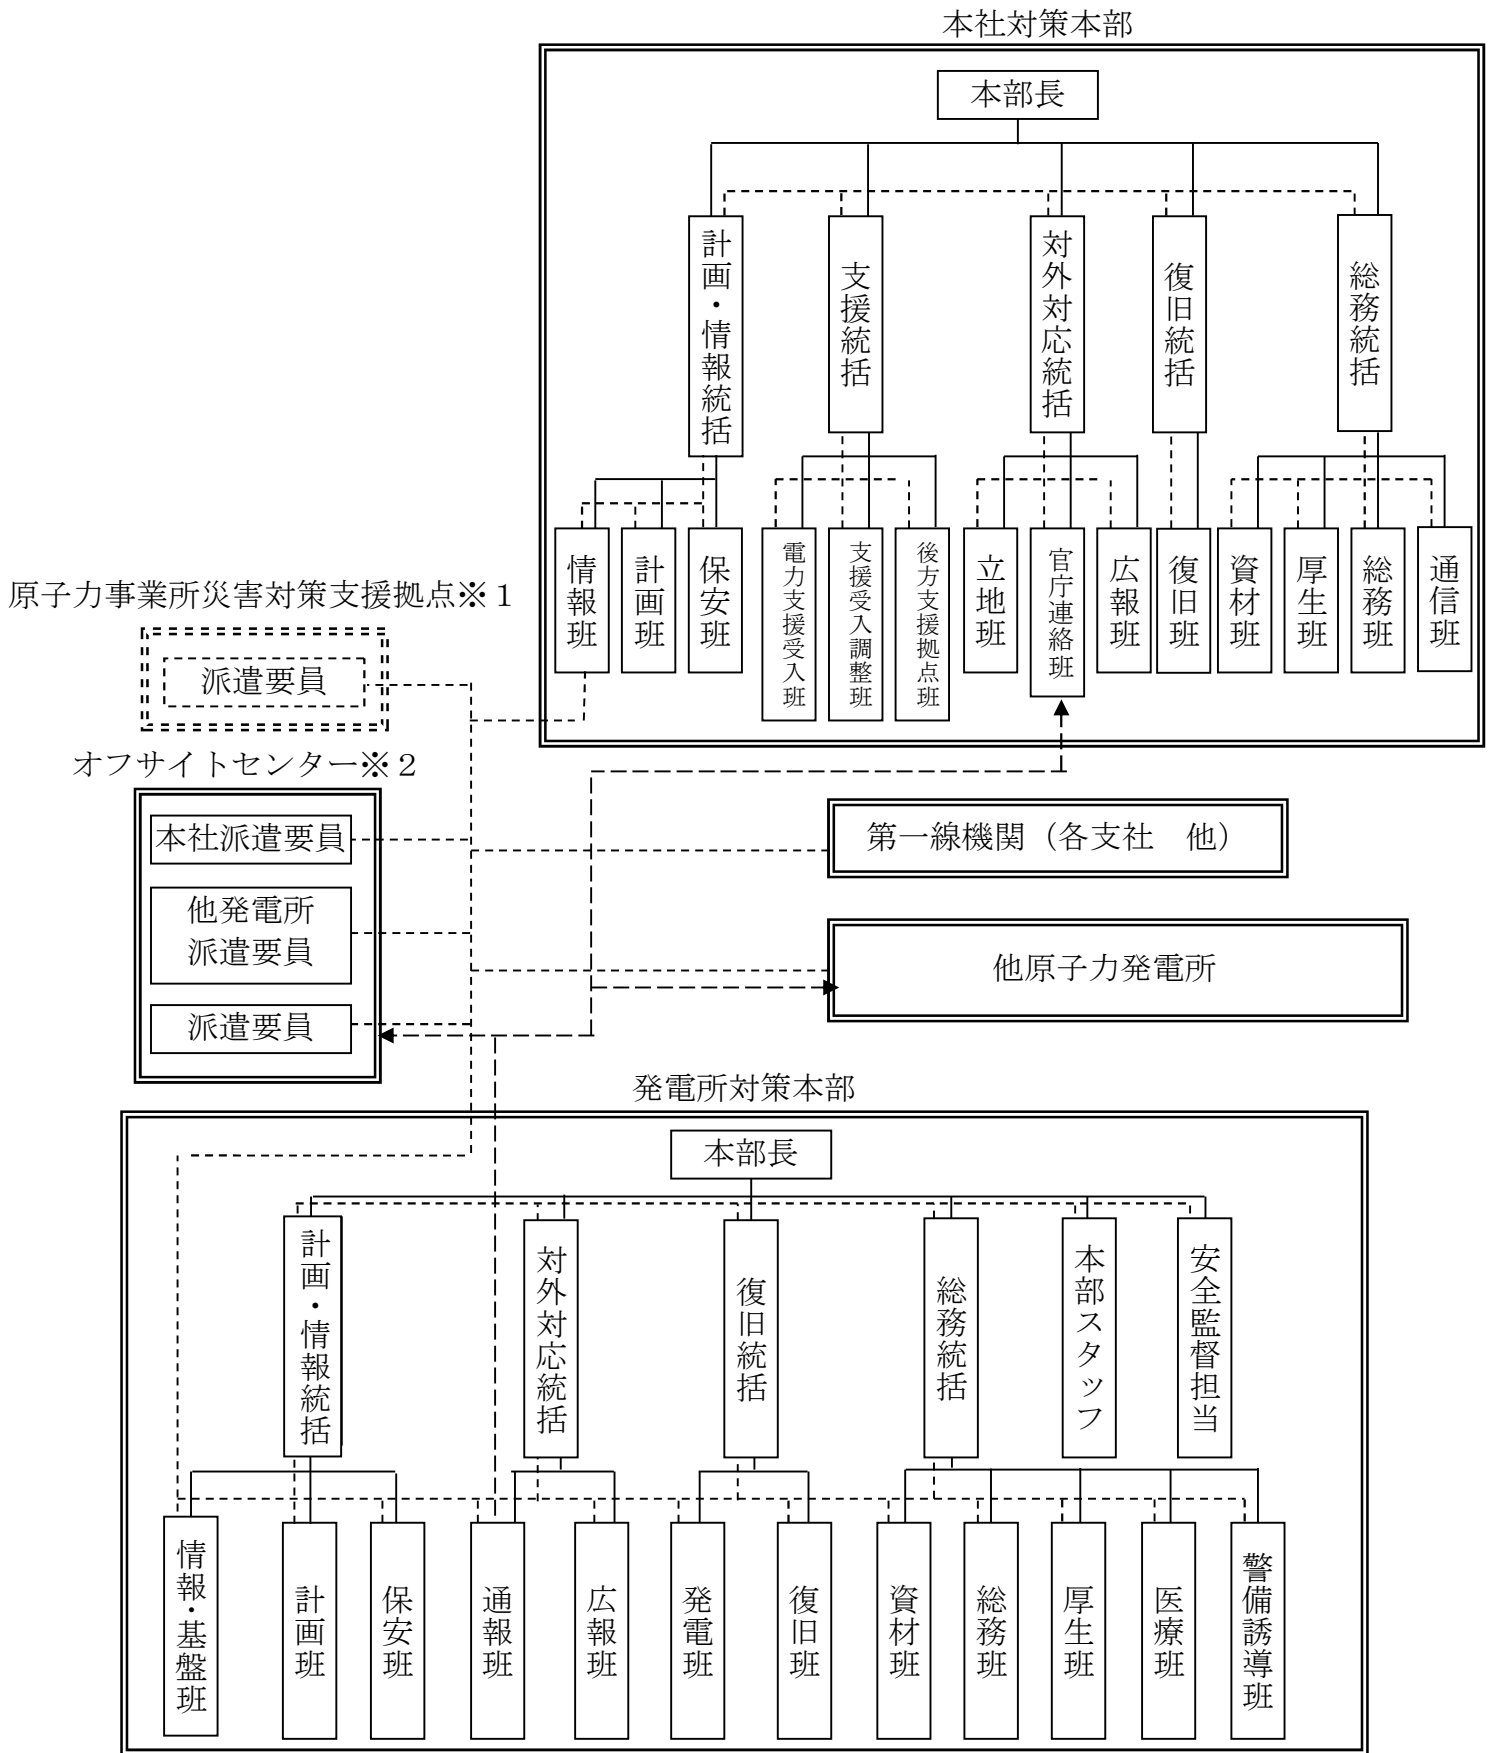 本社対策本部
本部長
計画・情報統括
支援統括
対外対応統括
復旧統括
総務統括
情報班
計画班
保安班
電力支援受入班
支援受入調整班
後方支援拠点班
立地班
官庁連絡班
広報班
復旧班
資材班
厚生班
総務班
通信班
原子力事業所災害対策支援拠点※１
派遣要員
オフサイトセンター※２
本社派遣要員
他発電所
派遣要員
派遣要員
第一線機関（各支社　他）
他原子力発電所
発電所対策本部
本部長
計画・情報統括
対外対応統括
復旧統括
総務統括
本部スタッフ
安全監督担当
情報・基盤班
計画班
保安班
通報班
広報班
発電班
復旧班
資材班
総務班
厚生班
医療班
警備誘導班